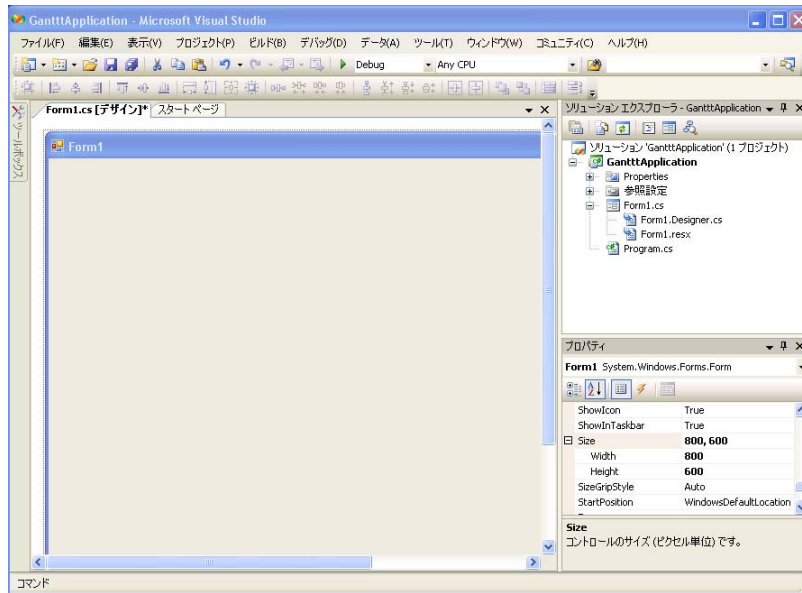 GantttApplication - Microsoft Visual Studio
ファイル(F) 編集(E) 表示(V) プロジェクト(P) ビルド(B) デバッグ(D) データ(A) ツール(T) ウィンドウ(W) コミュニティ(C) ヘルプ(H)
Debug Any CPU
Form1.cs [デザイン]* スタート ページ
ツールボックス
Form1
ソリューション エクスプローラ - GantttApplication
ソリューション 'GantttApplication' (1 プロジェクト)
GantttApplication
Properties
参照設定
Form1.cs
Form1.Designer.cs
Form1.resx
Program.cs
プロパティ
Form1 System.Windows.Forms.Form
ShowIcon True
ShowInTaskbar True
Size 800, 600
Width 800
Height 600
SizeGripStyle Auto
StartPosition WindowsDefaultLocation
Size
コントロールのサイズ (ピクセル単位) です。
コマンド